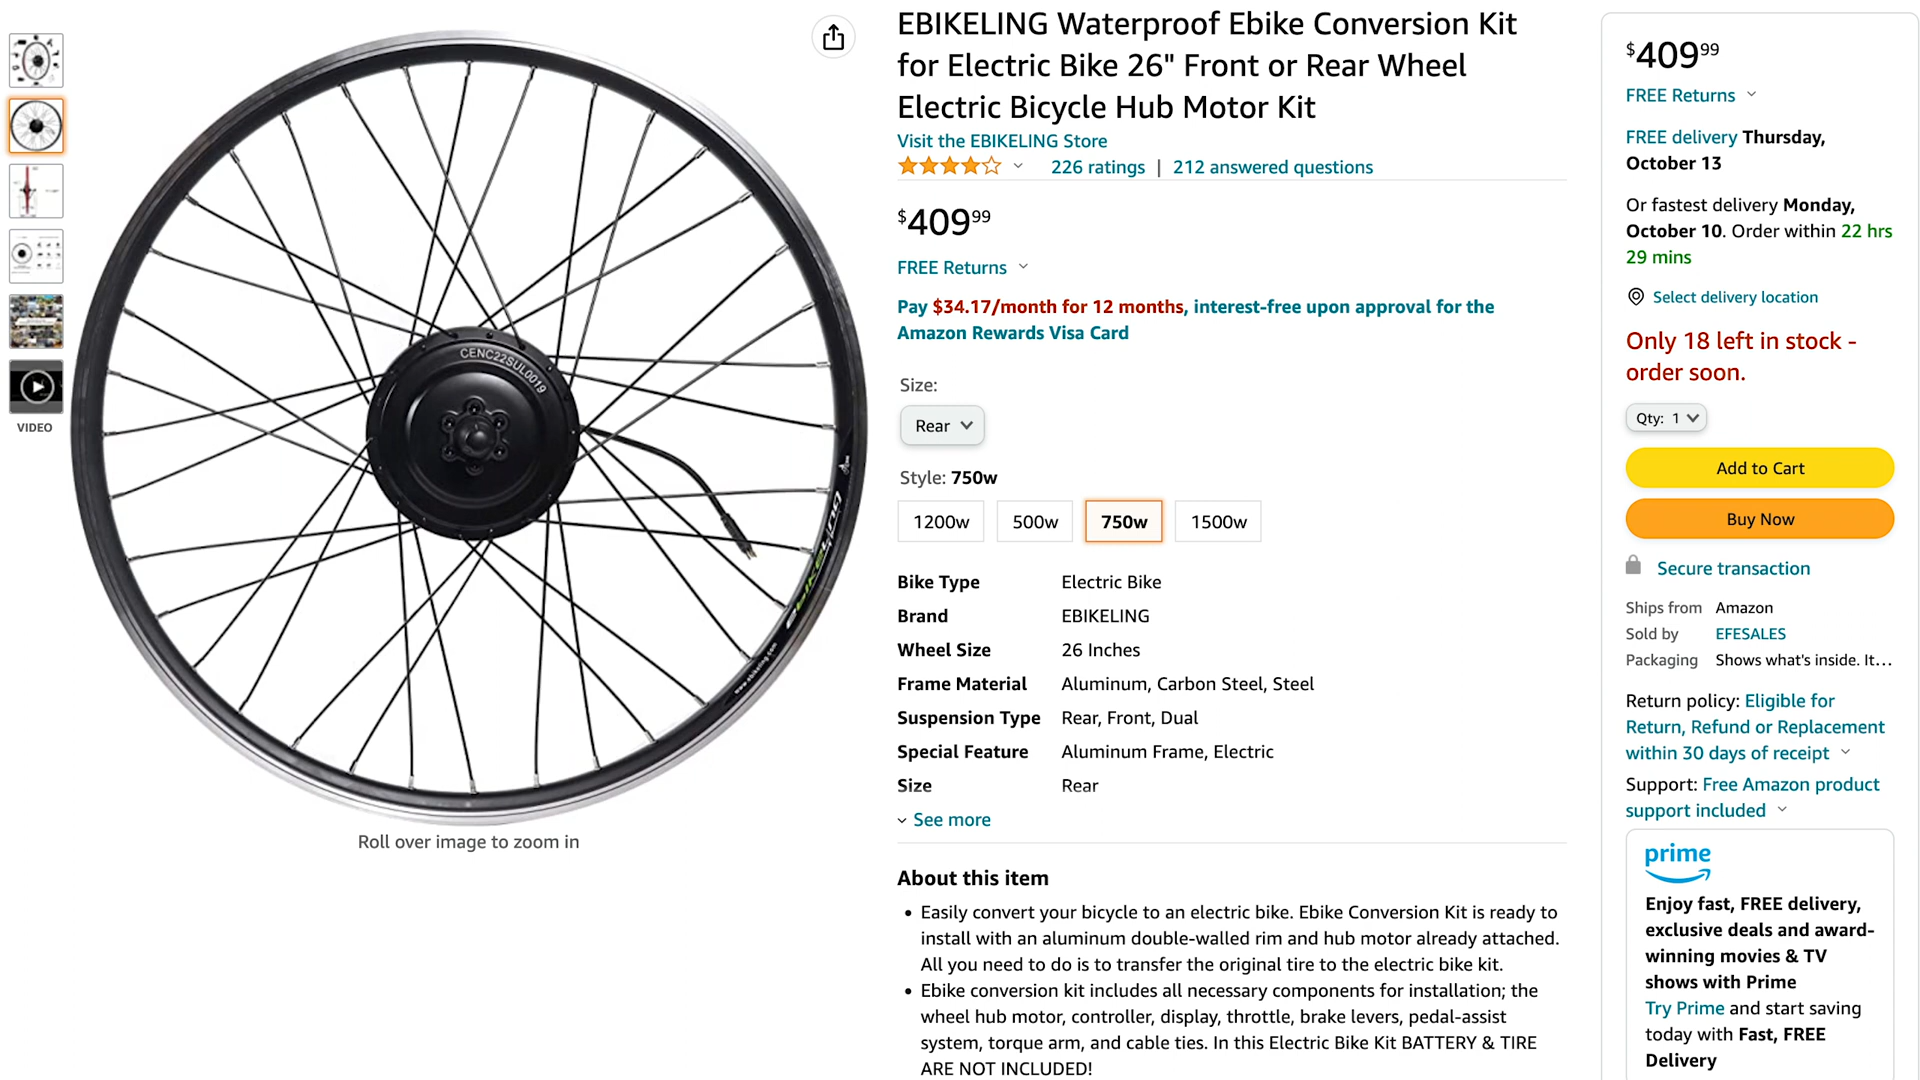 EBIKELING Waterproof Ebike Conversion Kit
for Electric Bike 26" Front or Rear Wheel
Electric Bicycle Hub Motor Kit
Visit the EBIKELING Store
226 ratings | 212 answered questions
$409 99
FREE Returns
Pay $34.17/month for 12 months, interest-free upon approval for the
Amazon Rewards Visa Card
Size:
Rear
Style: 750w
1200w 500w 750w 1500w
Bike Type Electric Bike
Brand EBIKELING
Wheel Size 26 Inches
Frame Material Aluminum, Carbon Steel, Steel
Suspension Type Rear, Front, Dual
Special Feature Aluminum Frame, Electric
Size Rear
See more
About this item
• Easily convert your bicycle to an electric bike. Ebike Conversion Kit is ready to
install with an aluminum double-walled rim and hub motor already attached.
All you need to do is to transfer the original tire to the electric bike kit.
• Ebike conversion kit includes all necessary components for installation; the
wheel hub motor, controller, display, throttle, brake levers, pedal-assist
system, torque arm, and cable ties. In this Electric Bike Kit BATTERY & TIRE
ARE NOT INCLUDED!
VIDEO
CENC22SUL0019
EBIKELING
www.ebikeling.com
Roll over image to zoom in
$409 99
FREE Returns
FREE delivery Thursday,
October 13
Or fastest delivery Monday,
October 10. Order within 22 hrs
29 mins
Select delivery location
Only 18 left in stock -
order soon.
Qty: 1
Add to Cart
Buy Now
Secure transaction
Ships from Amazon
Sold by EFESALES
Packaging Shows what's inside. It…
Return policy: Eligible for
Return, Refund or Replacement
within 30 days of receipt
Support: Free Amazon product
support included
prime
Enjoy fast, FREE delivery,
exclusive deals and award-
winning movies & TV
shows with Prime
Try Prime and start saving
today with Fast, FREE
Delivery